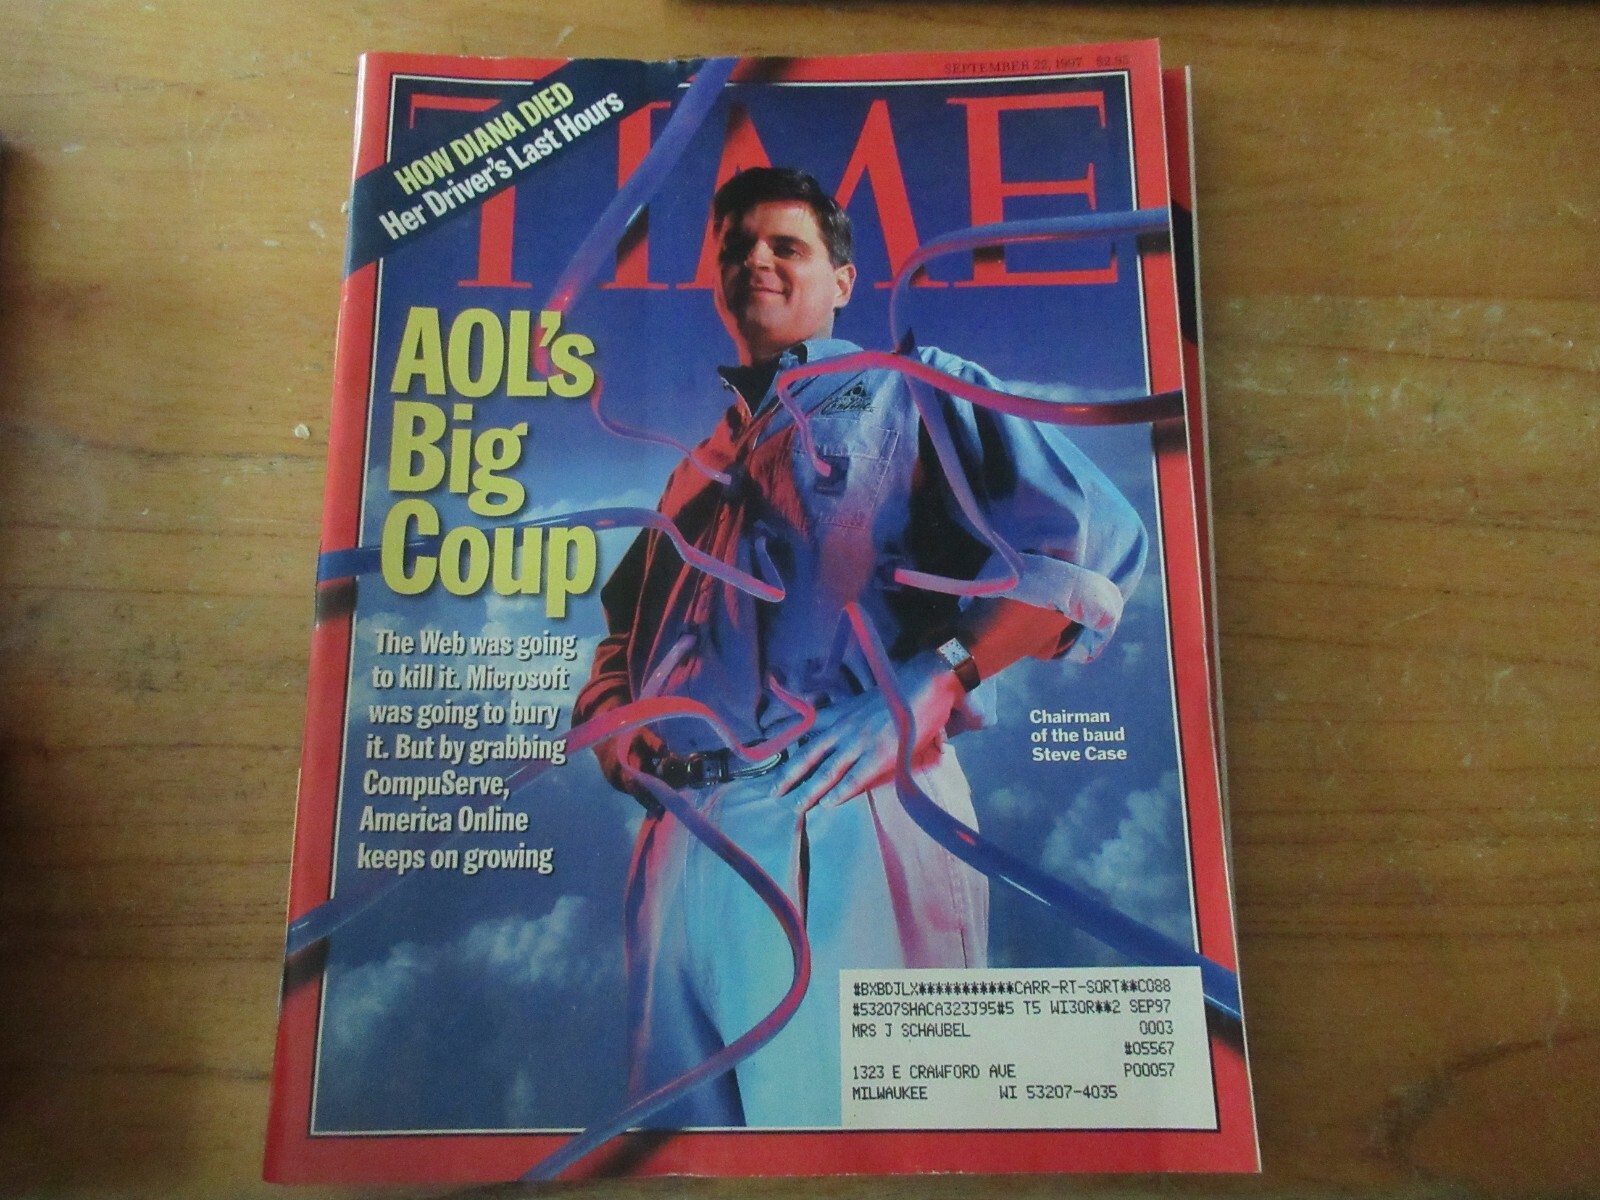 SEPTEMBER 22, 1997 $2.95
TIME
HOW DIANA DIED
Her Driver's Last Hours
AOL's
Big
Coup
The Web was going
to kill it. Microsoft
was going to bury
it. But by grabbing
CompuServe,
America Online
keeps on growing
Chairman
of the baud
Steve Case
#BXBDJLX***********CARR-RT-SORT**C088
#53207SHACA323J95#5 T5 WI30R**2 SEP97
MRS J SCHAUBEL 0003
#05567
1323 E CRAWFORD AVE P00057
MILWAUKEE WI 53207-4035